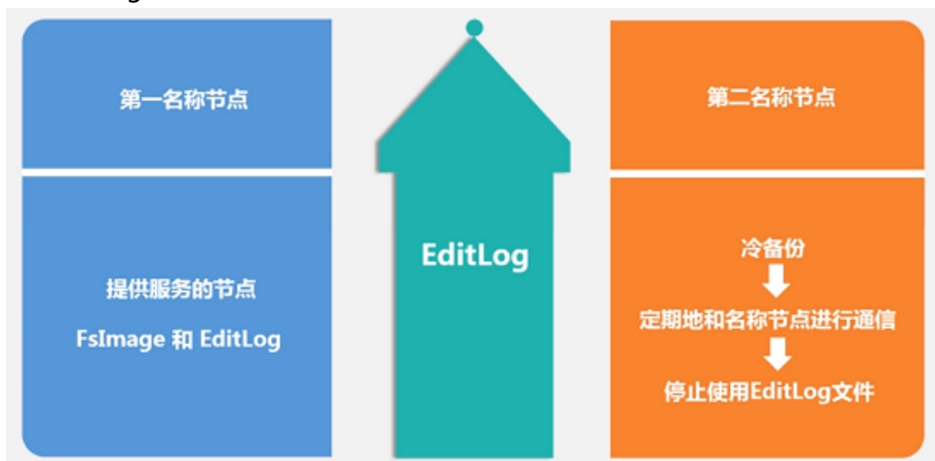 第一名称节点
提供服务的节点
FsImage 和 EditLog
EditLog
第二名称节点
冷备份
定期地和名称节点进行通信
停止使用EditLog文件